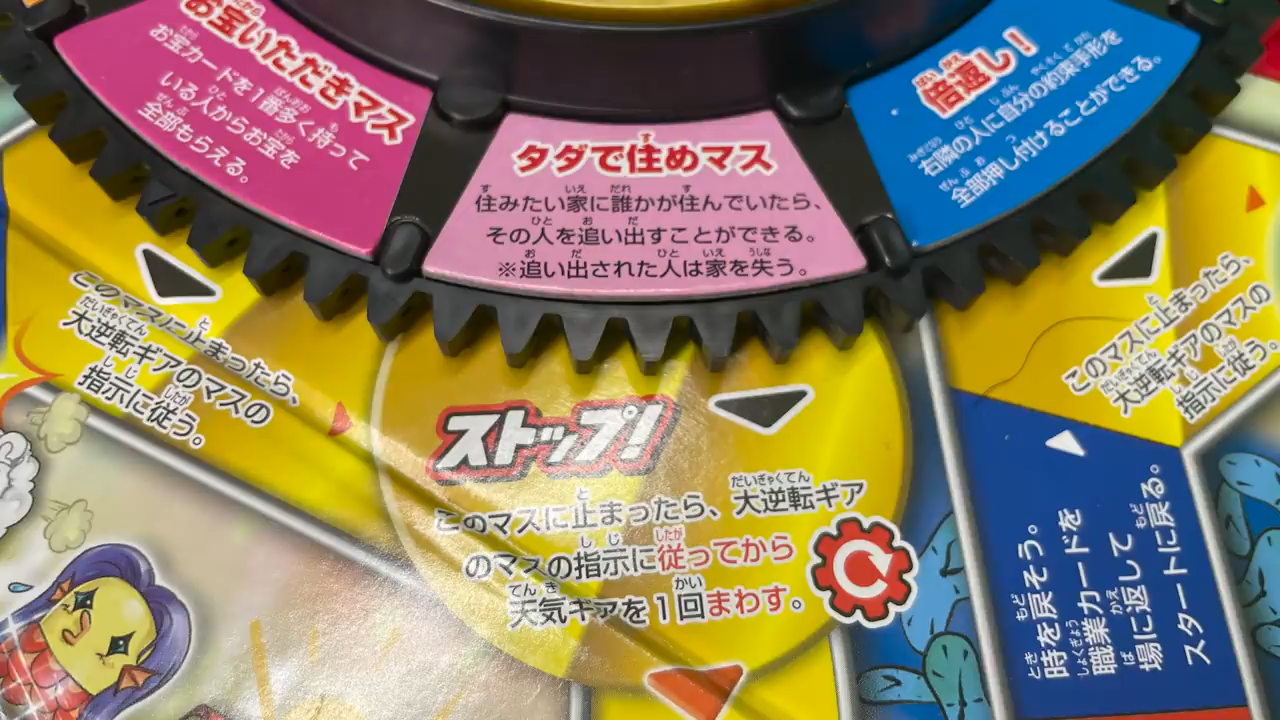 お宝いただきマス
お宝カードを1番多く持って
いる人からお宝を
全部もらえる。
タダで住めマス
住みたい家に誰かが住んでいたら、
その人を追い出すことができる。
※追い出された人は家を失う。
倍返し！
右隣の人に自分の約束手形を
全部押し付けることができる。
このマスに止まったら、
大逆転ギアのマスの
指示に従う。
ストップ！
このマスに止まったら、大逆転ギア
のマスの指示に従ってから
天気ギアを1回まわす。
このマスに止まったら、
大逆転ギアのマスの
指示に従う。
時を戻そう。
職業カードを
場に返して
スタートに戻る。